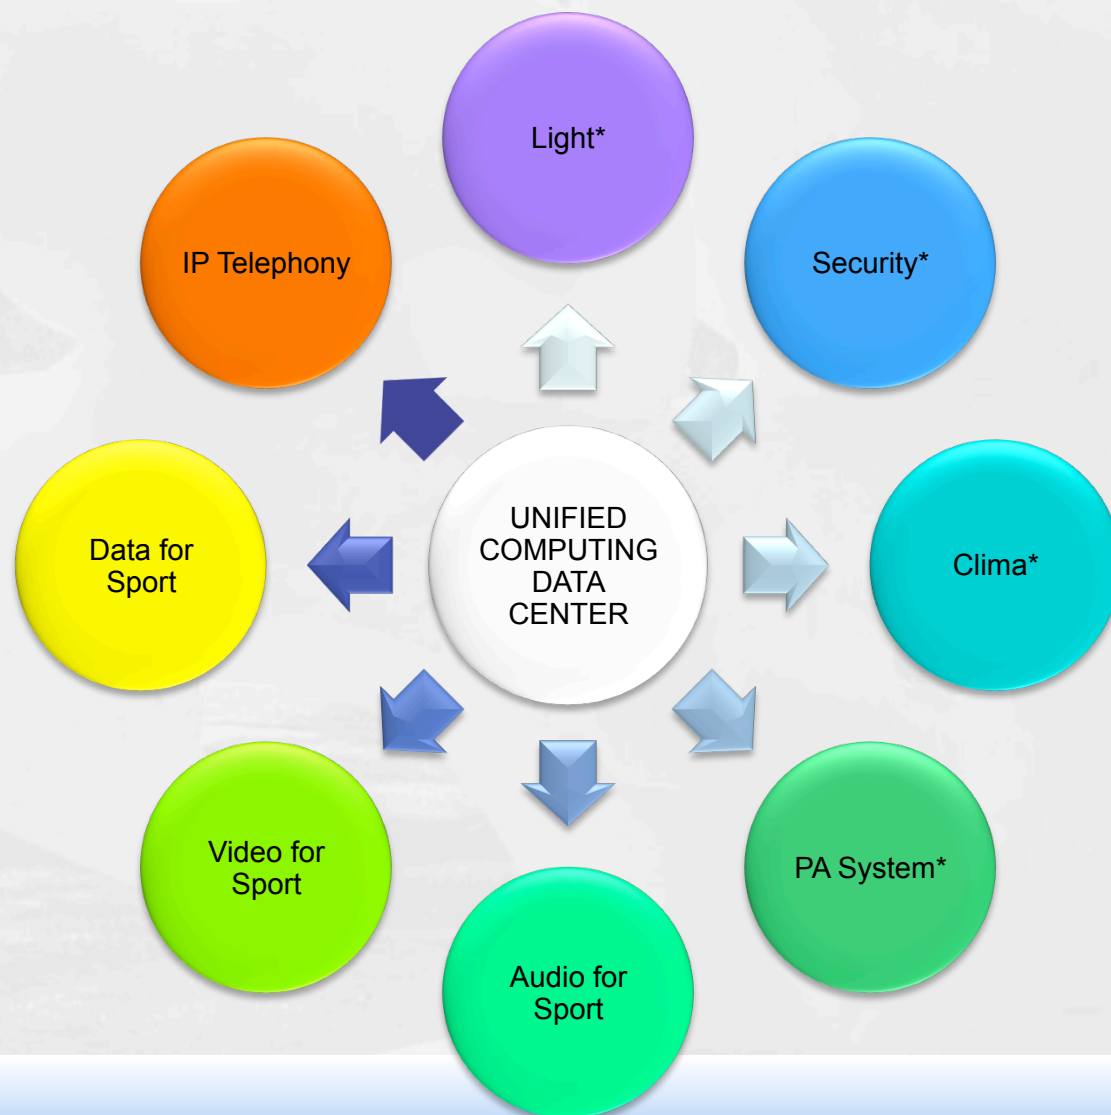 Light*
Security*
Clima*
PA System*
Audio for
Sport
Video for
Sport
Data for
Sport
IP Telephony
UNIFIED
COMPUTING
DATA
CENTER